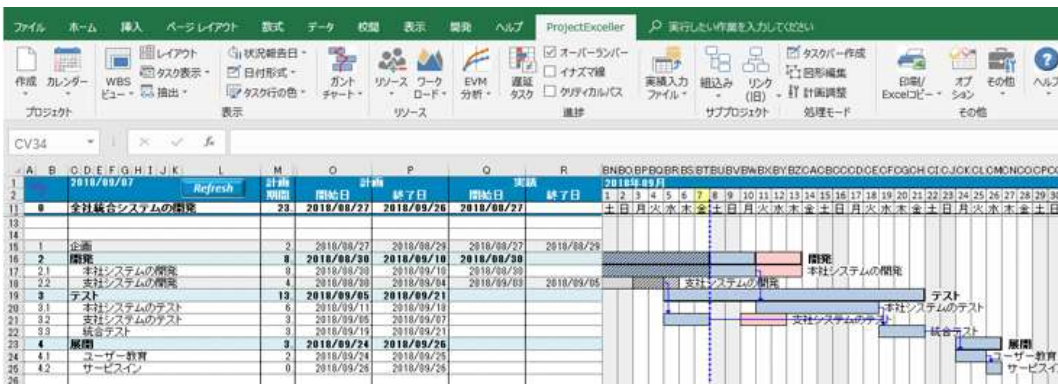 ファイル ホーム 挿入 ページ レイアウト 数式 データ 校閲 表示 開発 ヘルプ ProjectExceller 実行したい作業を入力してください
作成 カレンダー WBSビュー レイアウト タスク表示 抽出 状況報告日 日付形式 タスク行の色 ガントチャート リソース ワークロード EVM分析 遅延タスク オーバーランバー イナズマ線 クリティカルパス 実績入力ファイル 組込み リンク(旧) タスクバー作成 図形編集 計画調整 印刷/Excelコピー オプション その他 ヘルプ
プロジェクト 表示 リソース 進捗 サブプロジェクト 処理モード その他
CV34 fx
A B C D E F G H I J K L M O P Q R
1 2018/09/07 Refresh 計画 計画 実績 2018年09月
期間 開始日 終了日 開始日 終了日 1 2 3 4 5 6 7 8 9 10 11 12 13 14 15 16 17 18 19 20 21 22 23 24 25 26 27 28 29 30
11 0 全社統合システムの開発 23 2018/08/27 2018/09/26 2018/08/27 土 日 月 火 水 木 金 土 日 月 火 水 木 金 土 日 月 火 水 木 金 土 日 月 火 水 木 金 土 日
13
14
15 1 企画 2 2018/08/27 2018/08/29 2018/08/27 2018/08/29
16 2 開発 8 2018/08/30 2018/09/10 2018/08/30 開発
17 2.1 本社システムの開発 8 2018/08/30 2018/09/10 2018/08/30 本社システムの開発
18 2.2 支社システムの開発 4 2018/08/30 2018/09/04 2018/09/03 2018/09/05 支社システムの開発
19 3 テスト 13 2018/09/05 2018/09/21 テスト
20 3.1 本社システムのテスト 6 2018/09/11 2018/09/18 本社システムのテスト
21 3.2 支社システムのテスト 3 2018/09/05 2018/09/07 支社システムのテスト
22 3.3 統合テスト 3 2018/09/19 2018/09/21 統合テスト
23 4 展開 3 2018/09/24 2018/09/26 展開
24 4.1 ユーザー教育 2 2018/09/24 2018/09/25 ユーザー教育
25 4.2 サービスイン 0 2018/09/26 2018/09/26 サービスイ
26